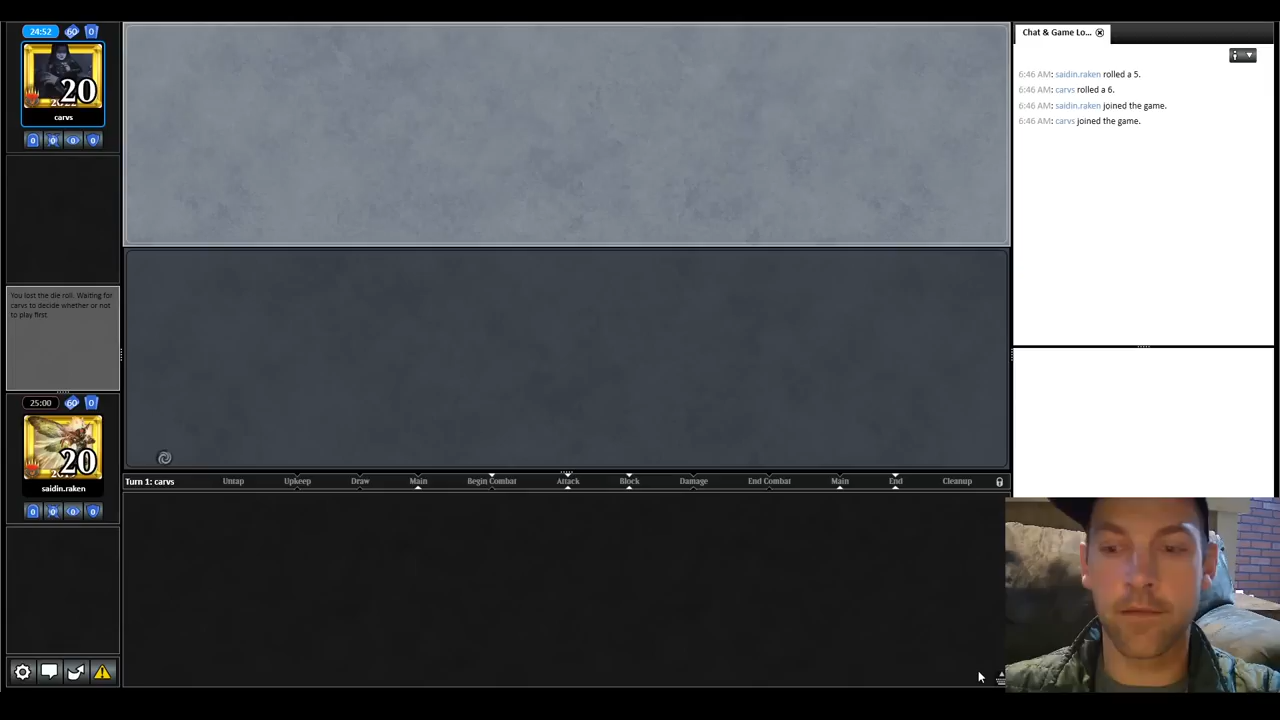 24:52 60 0
20
carvs
0 0 0 0
You lost the die roll. Waiting for
carvs to decide whether or not
to play first.
25:00 60 0
20
saidin.raken
0 0 0 0
Turn 1: carvs Untap Upkeep Draw Main Begin Combat Attack Block Damage End Combat Main End Cleanup
Chat & Game Lo...
6:46 AM: saidin.raken rolled a 5.
6:46 AM: carvs rolled a 6.
6:46 AM: saidin.raken joined the game.
6:46 AM: carvs joined the game.